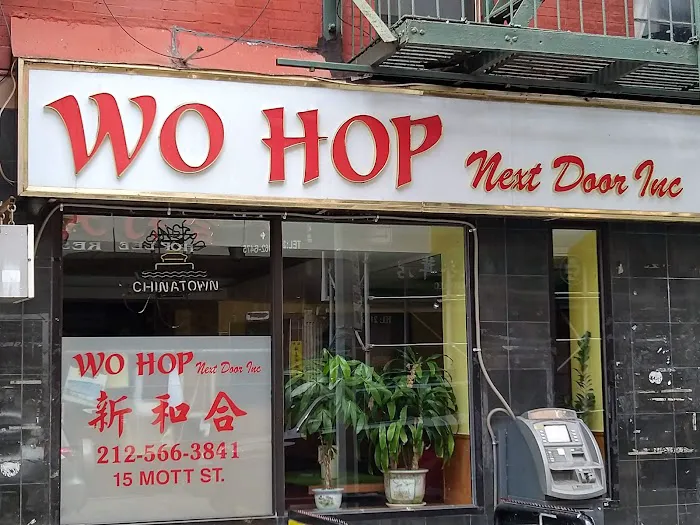 WO HOP Next Door Inc
CHINATOWN
WO HOP Next Door Inc
新和合
212-566-3841
15 MOTT ST.